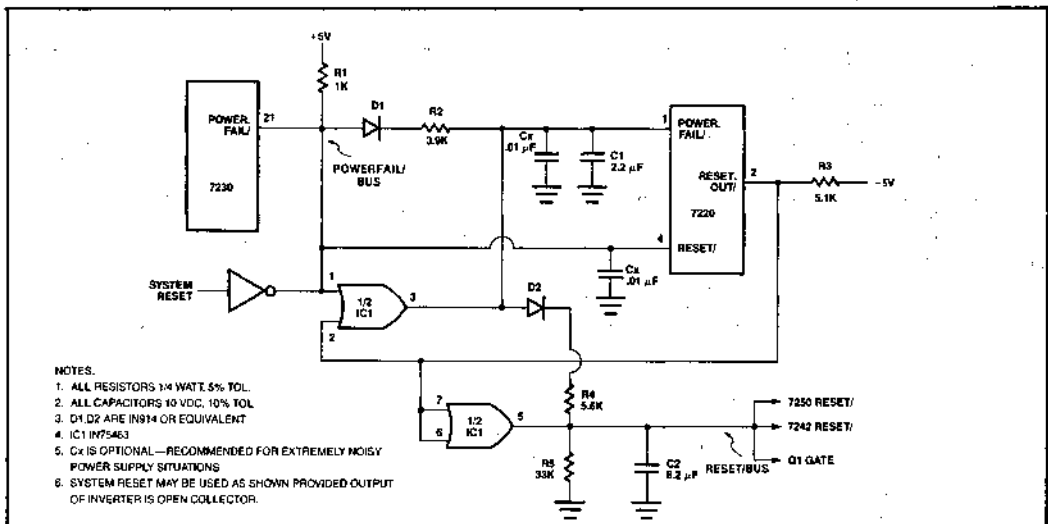 +5V
R1
1K
POWER.
FAIL/
21
7230
D1
R2
3.9K
POWERFAIL/
BUS
Cx
.01 µF
C1
2.2 µF
1
POWER.
FAIL/
RESET.
OUT/
2
7220
4
RESET/
R3
5.1K
Cx
.01 µF
SYSTEM
RESET
1
1/2
IC1
3
2
D2
R4
5.6K
7
1/2
IC1
5
6
R5
33K
C2
RESET/BUS
7250 RESET/
7242 RESET/
Q1 GATE
NOTES.
1. ALL RESISTORS 1/4 WATT, 5% TOL.
2. ALL CAPACITORS 10 VDC, 10% TOL
3. D1, D2 ARE IN914 OR EQUIVALENT
4. IC1 IN75463
5. Cx IS OPTIONAL—RECOMMENDED FOR EXTREMELY NOISY
POWER SUPPLY SITUATIONS
6. SYSTEM RESET MAY BE USED AS SHOWN PROVIDED OUTPUT
OF INVERTER IS OPEN COLLECTOR.